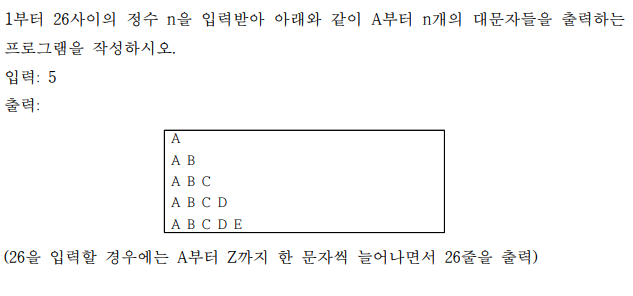 1부터 26사이의 정수 n을 입력받아 아래와 같이 A부터 n개의 대문자들을 출력하는
프로그램을 작성하시오.
입력: 5
출력:
A
A B
A B C
A B C D
A B C D E
(26을 입력할 경우에는 A부터 Z까지 한 문자씩 늘어나면서 26줄을 출력)